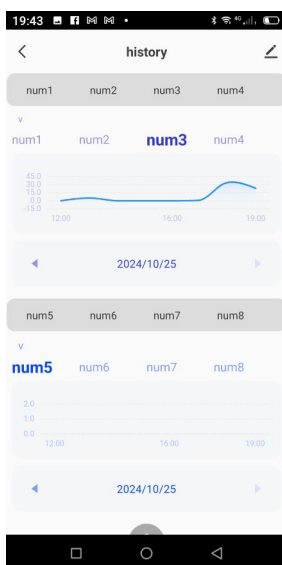 19:43 4G
history
num1 num2 num3 num4
v
num1 num2 num3 num4
45.0
30.0
15.0
0.0
-15.0
12:00 16:00 19:00
2024/10/25
num5 num6 num7 num8
v
num5 num6 num7 num8
2.0
1.0
0.0
12:00 16:00 19:00
2024/10/25